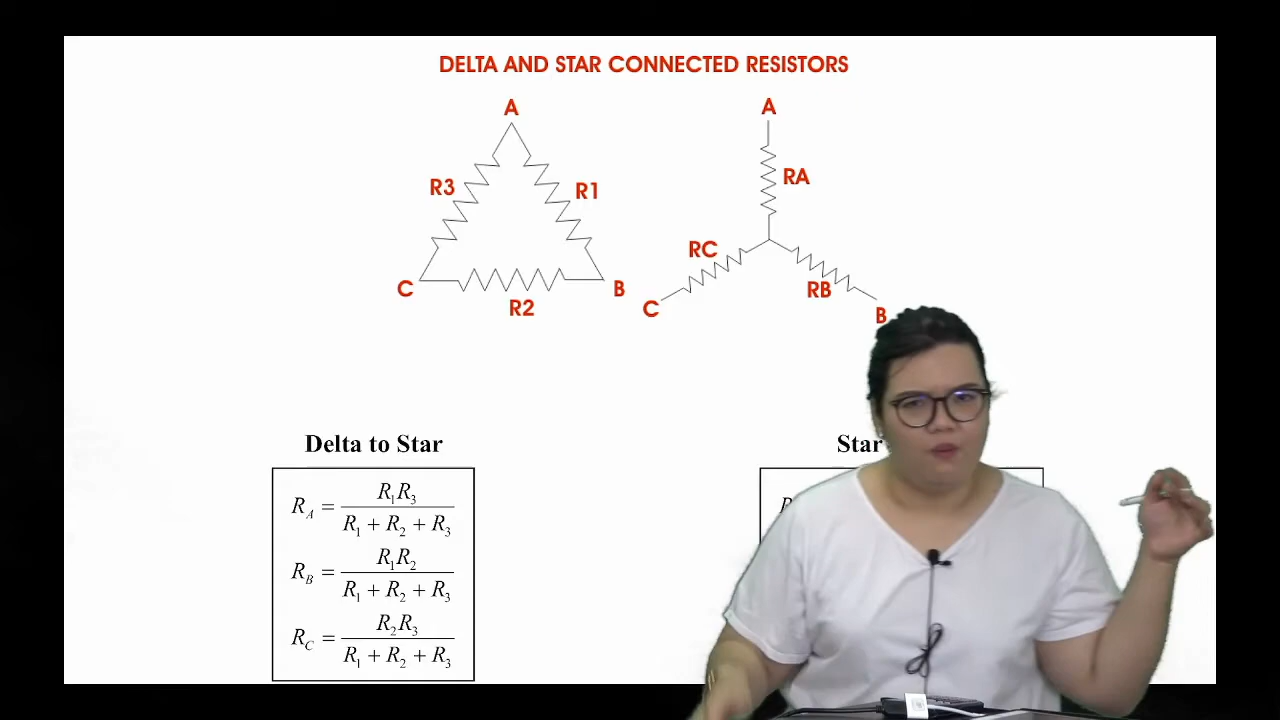 DELTA AND STAR CONNECTED RESISTORS
A
R3
R1
C
B
R2
A
RA
RC
RB
C
B
Delta to Star
R_A = R_1R_3 / R_1 + R_2 + R_3
R_B = R_1R_2 / R_1 + R_2 + R_3
R_C = R_2R_3 / R_1 + R_2 + R_3
Star